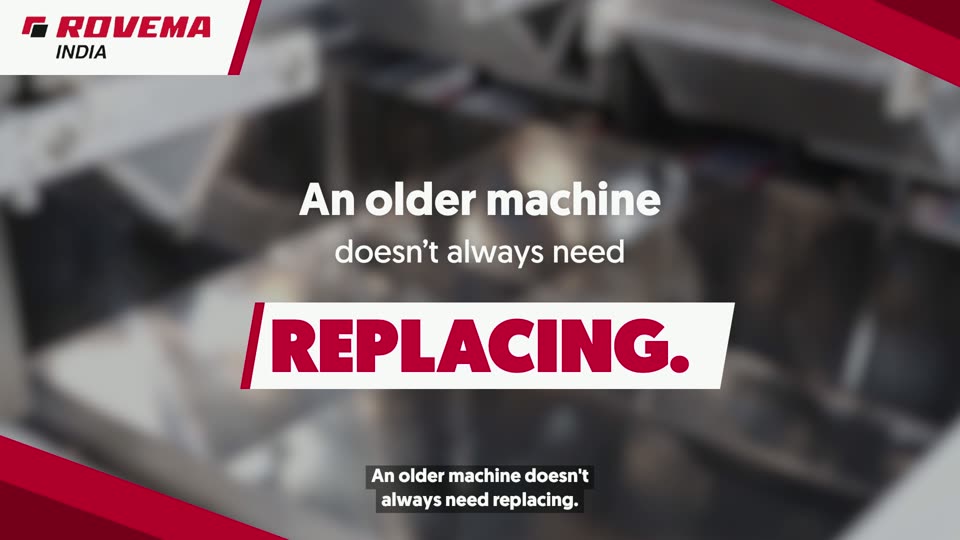 ROVEMA
INDIA
An older machine
doesn’t always need
REPLACING.
An older machine doesn't
always need replacing.